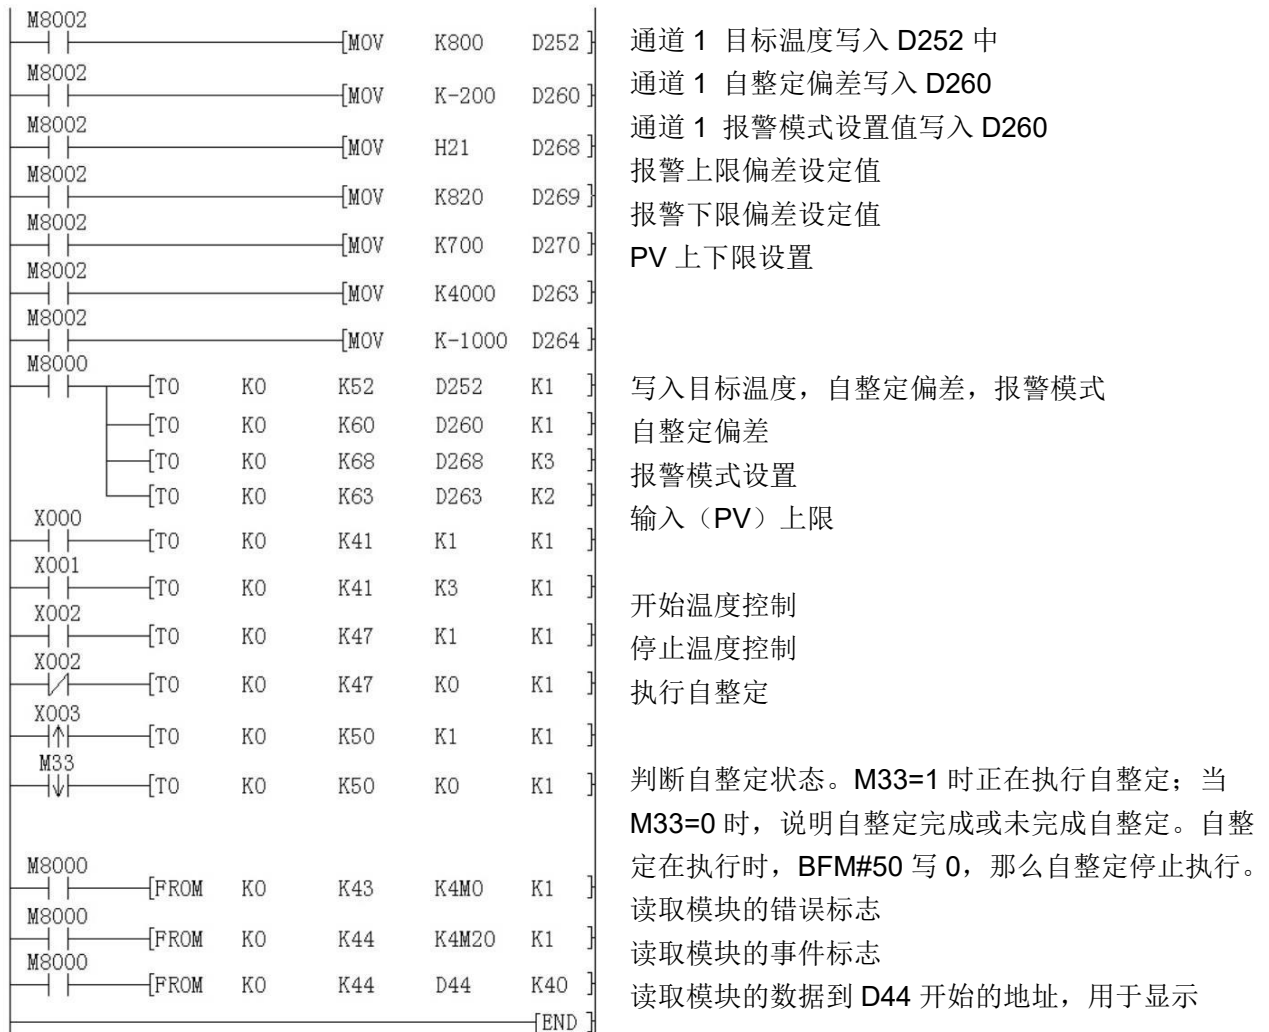 M8002
[MOV K800 D252] 通道 1 目标温度写入 D252 中
M8002
[MOV K-200 D260] 通道 1 自整定偏差写入 D260
M8002
[MOV H21 D268] 通道 1 报警模式设置值写入 D260
M8002
报警上限偏差设定值
[MOV K820 D269]
M8002
报警下限偏差设定值
[MOV K700 D270]
PV 上下限设置
M8002
[MOV K4000 D263]
M8002
[MOV K-1000 D264]
M8000
[TO K0 K52 D252 K1] 写入目标温度，自整定偏差，报警模式
[TO K0 K60 D260 K1] 自整定偏差
[TO K0 K68 D268 K3] 报警模式设置
[TO K0 K63 D263 K2]
X000
输入（PV）上限
[TO K0 K41 K1 K1]
X001
[TO K0 K41 K3 K1]
X002
开始温度控制
[TO K0 K47 K1 K1]
X002
停止温度控制
[TO K0 K47 K0 K1] 执行自整定
X003
[TO K0 K50 K1 K1]
M33
[TO K0 K50 K0 K1] 判断自整定状态。M33=1 时正在执行自整定；当
M33=0 时，说明自整定完成或未完成自整定。自整
定在执行时，BFM#50 写 0，那么自整定停止执行。
M8000
[FROM K0 K43 K4M0 K1]
读取模块的错误标志
M8000
[FROM K0 K44 K4M20 K1] 读取模块的事件标志
M8000
[FROM K0 K44 D44 K40] 读取模块的数据到 D44 开始的地址，用于显示
[END]